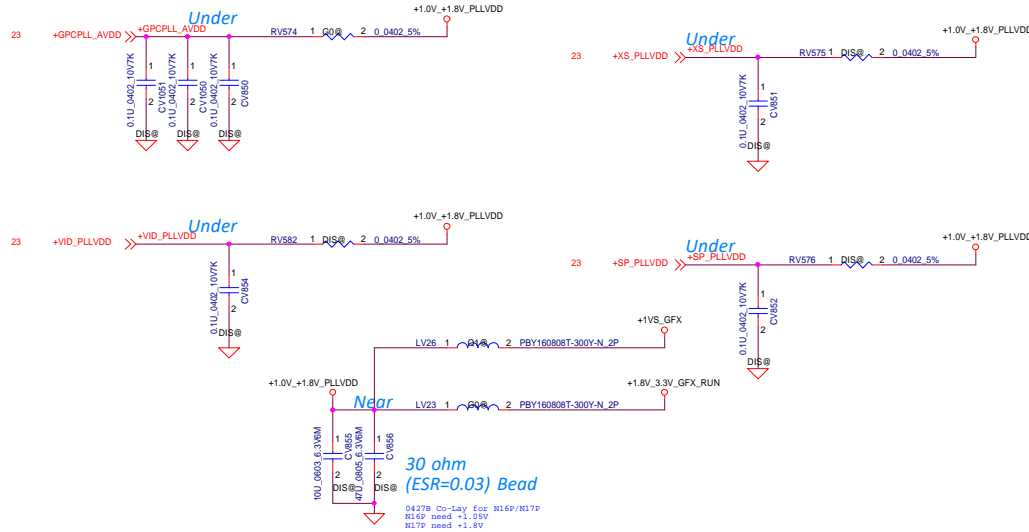 Under
+1.0V_+1.8V_PLLVDD
23 +GPCPLL_AVDD +GPCPLL_AVDD RV574 1 G0@ 2 0_0402_5%
1 1 1
0.1U_0402_10V7K CV1051
0.1U_0402_10V7K CV1050
0.1U_0402_10V7K CV850
2 2 2
DIS@ DIS@ DIS@
Under
+1.0V_+1.8V_PLLVDD
23 +XS_PLLVDD +XS_PLLVDD RV575 1 DIS@ 2 0_0402_5%
1
0.1U_0402_10V7K CV851
2
DIS@
Under
+1.0V_+1.8V_PLLVDD
23 +VID_PLLVDD +VID_PLLVDD RV582 1 DIS@ 2 0_0402_5%
1
0.1U_0402_10V7K CV854
2
DIS@
Under
+1.0V_+1.8V_PLLVDD
23 +SP_PLLVDD +SP_PLLVDD RV576 1 DIS@ 2 0_0402_5%
1
0.1U_0402_10V7K CV852
2
DIS@
+1VS_GFX
LV26 1 G1@ 2 PBY160808T-300Y-N_2P
+1.0V_+1.8V_PLLVDD
+1.8V_3.3V_GFX_RUN
Near
LV23 1 G0@ 2 PBY160808T-300Y-N_2P
1 1
10U_0603_6.3V6M CV855
47U_0805_6.3V6M CV856
2 2
DIS@ DIS@
30 ohm
(ESR=0.03) Bead
0427B Co-Lay for N16P/N17P
N16P need +1.05V
N17P need +1.8V